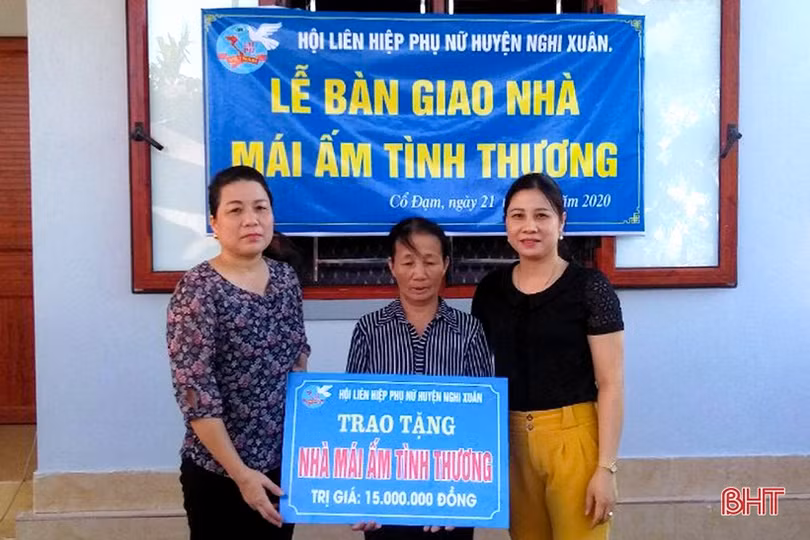 HỘI LIÊN HIỆP PHỤ NỮ HUYỆN NGHI XUÂN.
LỄ BÀN GIAO NHÀ
MÁI ẤM TÌNH THƯƠNG
Cổ Đạm, ngày 21 năm 2020
HỘI LIÊN HIỆP PHỤ NỮ HUYỆN NGHI XUÂN
TRAO TẶNG
NHÀ MÁI ẤM TÌNH THƯƠNG
TRỊ GIÁ: 15.000.000 ĐỒNG
BHT